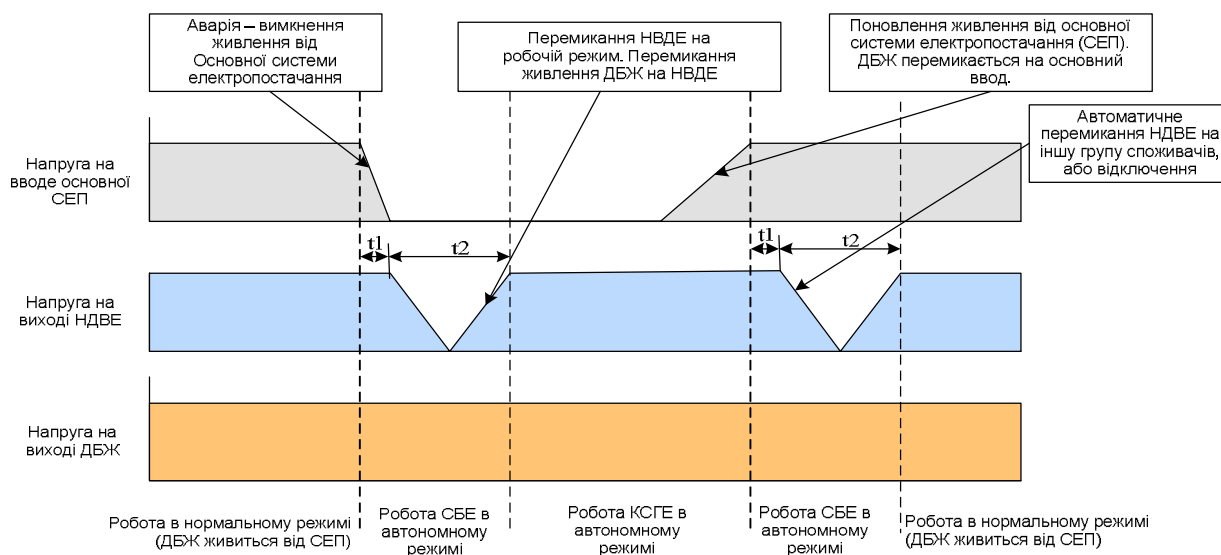 Аварія – вимкнення
живлення від
Основної системи
електропостачання
Перемикання НВДЕ на
робочій режим. Перемикання
живлення ДБЖ на НВДЕ
Поновлення живлення від основної
системи електропостачання (СЕП).
ДБЖ перемикається на основний
ввод.
Автоматичне
перемикання НДВЕ на
іншу групу споживачів,
або відключення
Напруга на
вводе основної
СЕП
t1
t2
t1
t2
Напруга на
виході НДВЕ
Напруга на
виході ДБЖ
Робота в нормальному режимі
(ДБЖ живиться від СЕП)
Робота СБЕ в
автономному
режимі
Робота КСГЕ в
автономному
режимі
Робота СБЕ в
автономному
режимі
Робота в нормальному режимі
(ДБЖ живиться від СЕП)